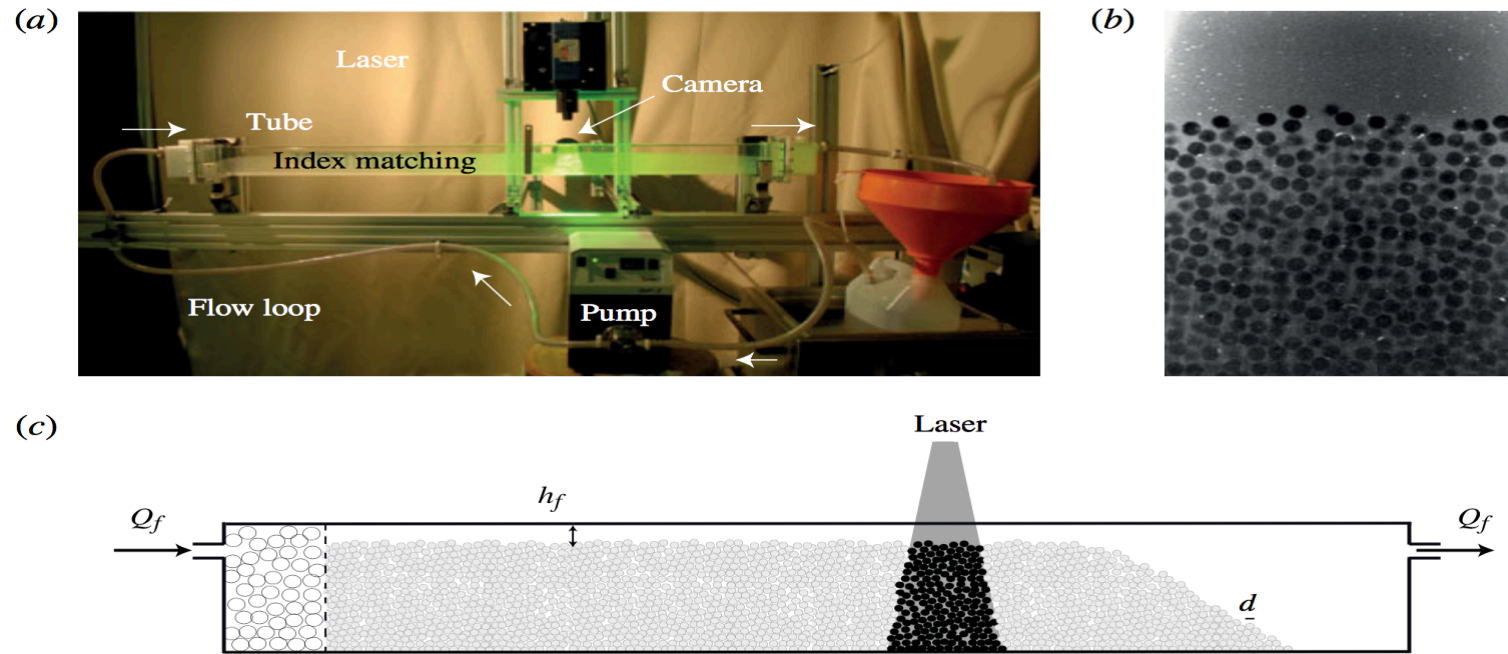 (a)
Laser
Camera
Tube
Index matching
Flow loop
Pump
(b)
(c)
Laser
h_f
Q_f
Q_f
d